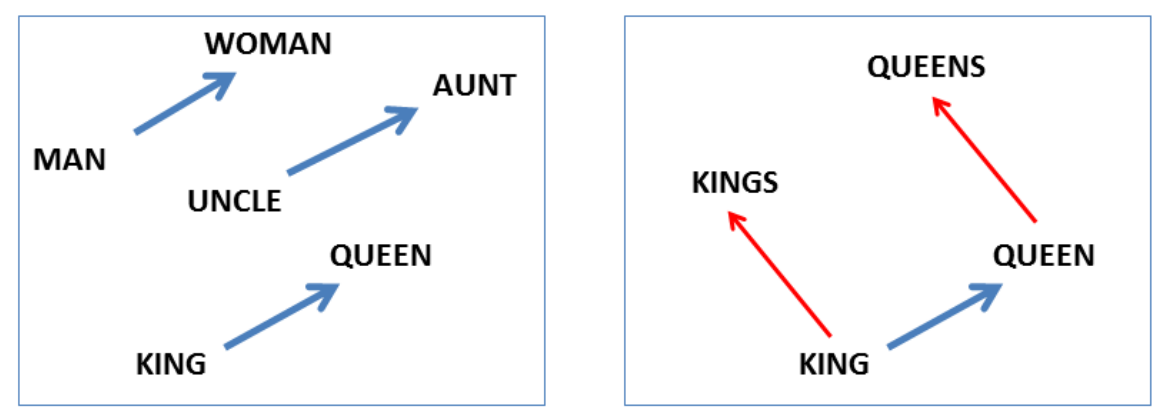 WOMAN
AUNT
MAN
UNCLE
QUEEN
KING
QUEENS
KINGS
QUEEN
KING